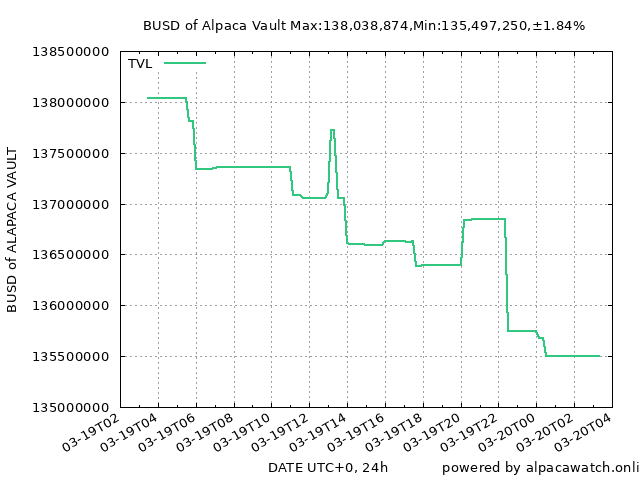 BUSD of Alpaca Vault Max:138,038,874,Min:135,497,250,±1.84%
138500000
TVL
138000000
137500000
137000000
136500000
136000000
135500000
135000000
BUSD of ALAPACA VAULT
03-19T02
03-19T04
03-19T06
03-19T08
03-19T10
03-19T12
03-19T14
03-19T16
03-19T18
03-19T20
03-19T22
03-20T00
03-20T02
03-20T04
DATE UTC+0, 24h
powered by alpacawatch.onli